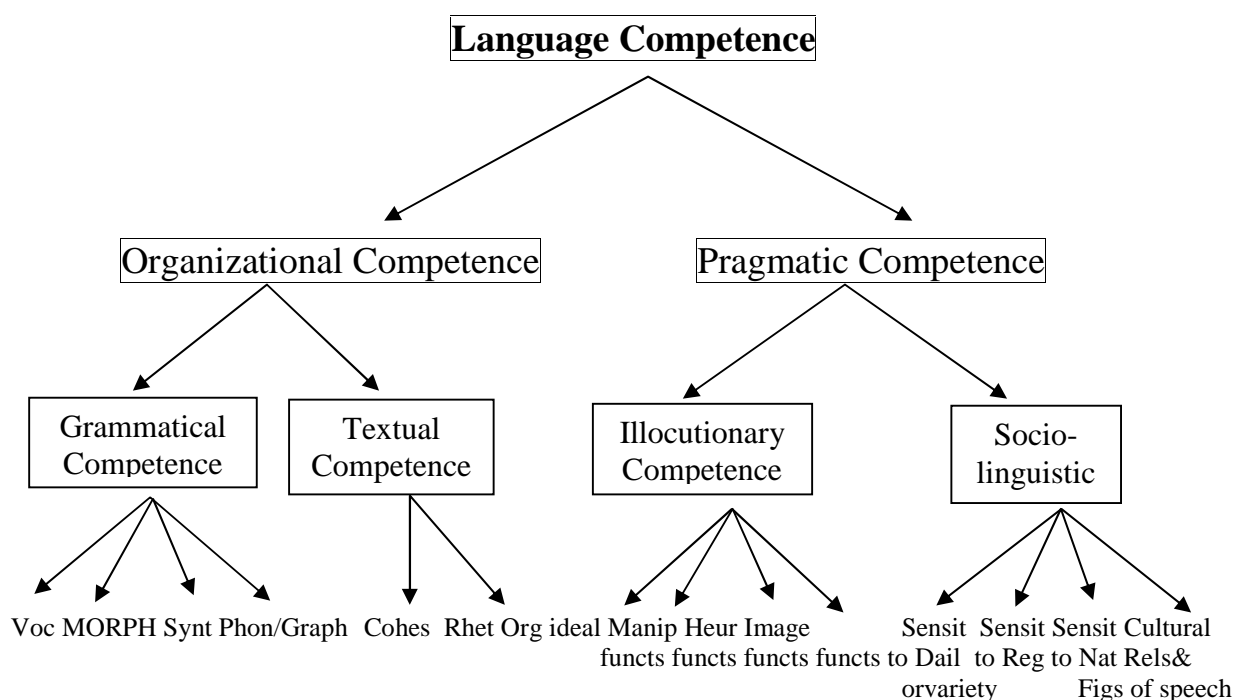 Language Competence
Organizational Competence
Pragmatic Competence
Grammatical
Competence
Textual
Competence
Illocutionary
Competence
Socio-
linguistic
Voc MORPH Synt Phon/Graph Cohes Rhet Org ideal Manip Heur Image Sensit Sensit Sensit Cultural
functs functs functs functs to Dail to Reg to Nat Rels&
orvariety Figs of speech